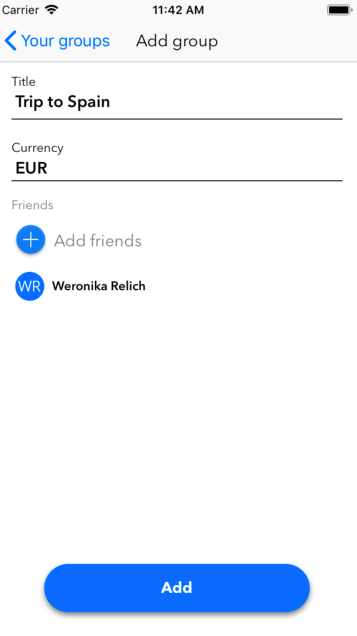 Carrier 11:42 AM
Your groups Add group
Title
Trip to Spain
Currency
EUR
Friends
Add friends
WR Weronika Relich
Add